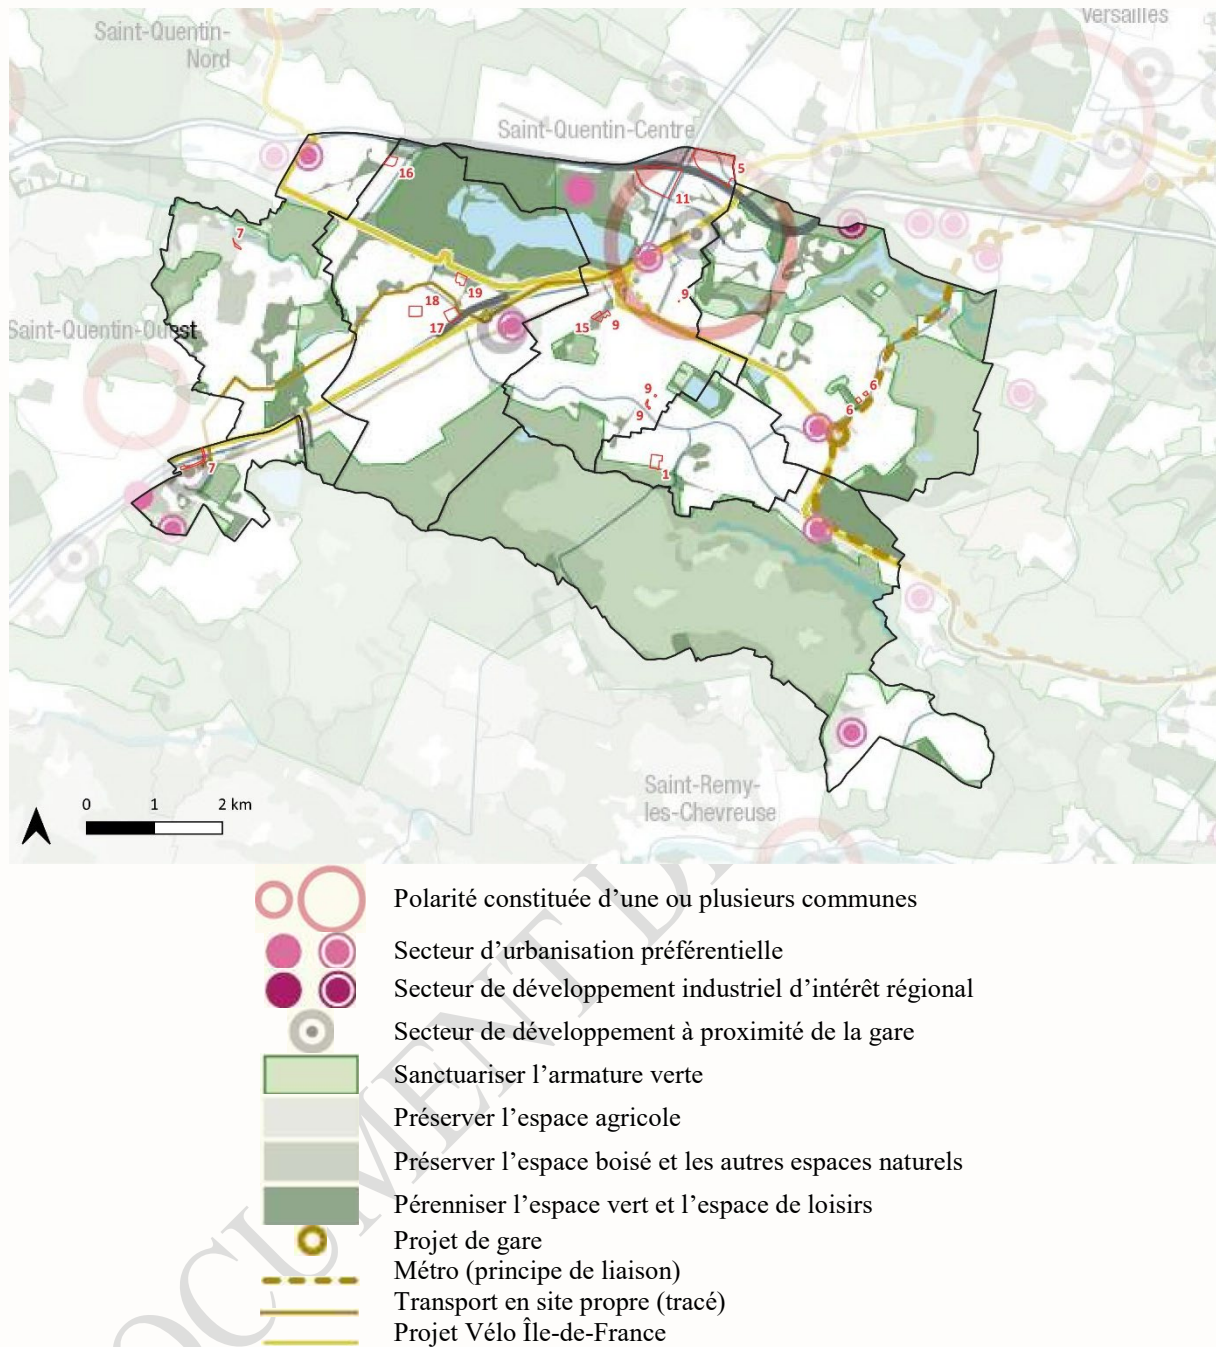 Versailles
Saint-Quentin-
Nord
Saint-Quentin-Centre
5
16
11
7
19
9
18
17
15
9
Saint-Quentin-Ouest
9
6
6
9
7
1
Saint-Remy-
les-Chevreuse
0 1 2 km
Polarité constituée d’une ou plusieurs communes
Secteur d’urbanisation préférentielle
Secteur de développement industriel d’intérêt régional
Secteur de développement à proximité de la gare
Sanctuariser l’armature verte
Préserver l’espace agricole
Préserver l’espace boisé et les autres espaces naturels
Pérenniser l’espace vert et l’espace de loisirs
Projet de gare
Métro (principe de liaison)
Transport en site propre (tracé)
Projet Vélo Île-de-France
OCUMENT D